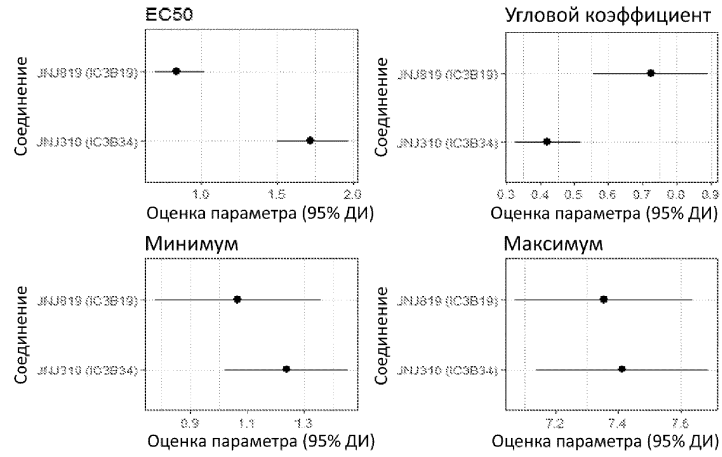 EC50
Соединение
JNJ819 (IC3B19)
JNJ310 (IC3B34)
1.0 1.5 2.0
Оценка параметра (95% ДИ)
Угловой коэффициент
Соединение
JNJ819 (IC3B19)
JNJ310 (IC3B34)
0.3 0.4 0.5 0.6 0.7 0.8 0.9
Оценка параметра (95% ДИ)
Минимум
Соединение
JNJ819 (IC3B19)
JNJ310 (IC3B34)
0.9 1.1 1.3
Оценка параметра (95% ДИ)
Максимум
Соединение
JNJ819 (IC3B19)
JNJ310 (IC3B34)
7.2 7.4 7.6
Оценка параметра (95% ДИ)